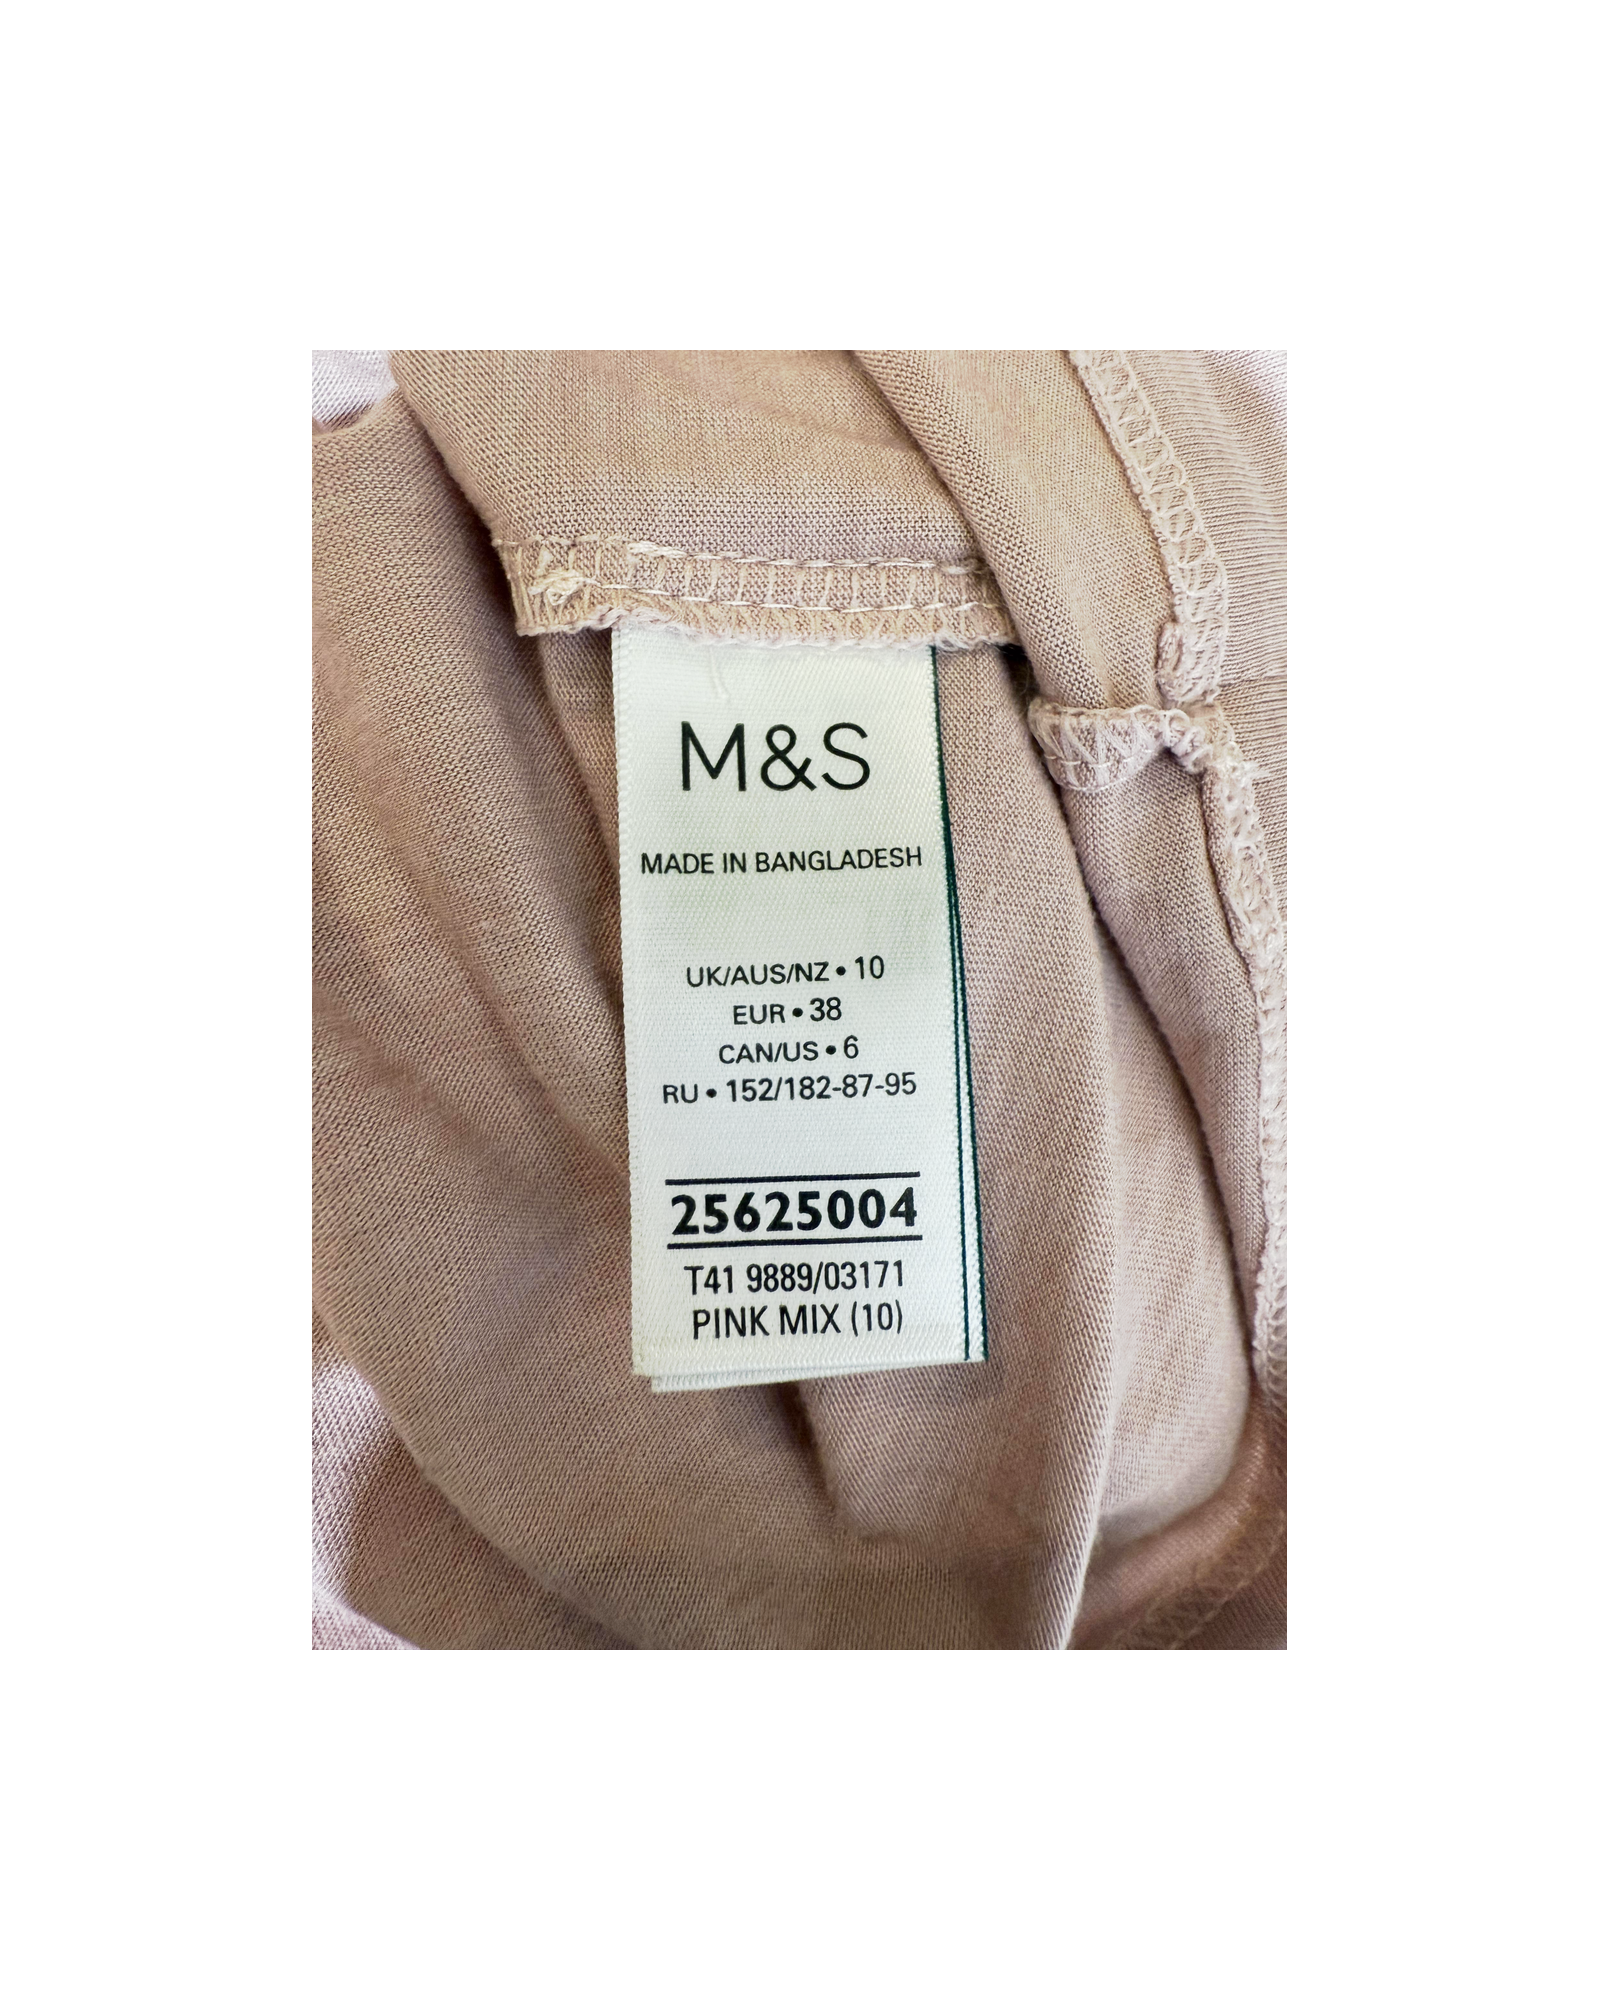 M&S
MADE IN BANGLADESH
UK/AUS/NZ • 10
EUR • 38
CAN/US • 6
RU • 152/182-87-95
25625004
T41 9889/03171
PINK MIX (10)